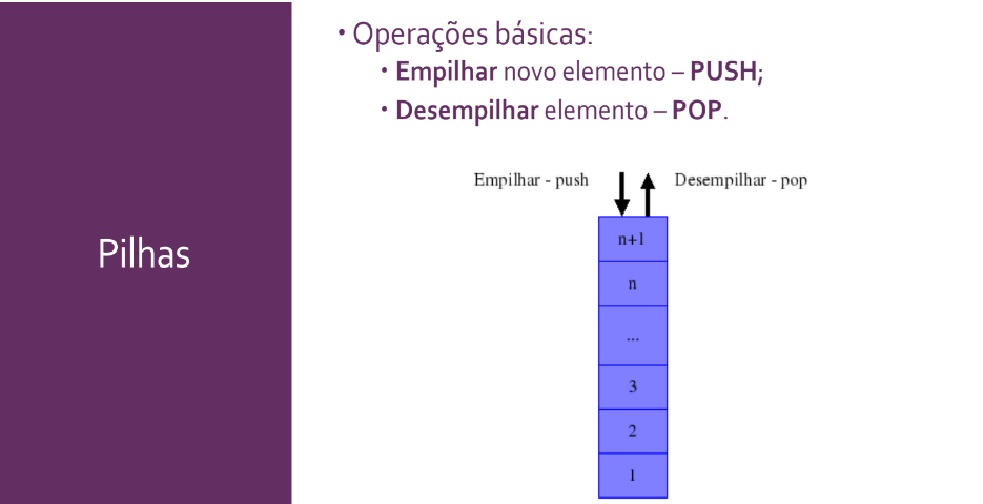 Pilhas
• Operações básicas:
• Empilhar novo elemento – PUSH;
• Desempilhar elemento – POP.
Empilhar - push
Desempilhar - pop
n+1
n
...
3
2
1